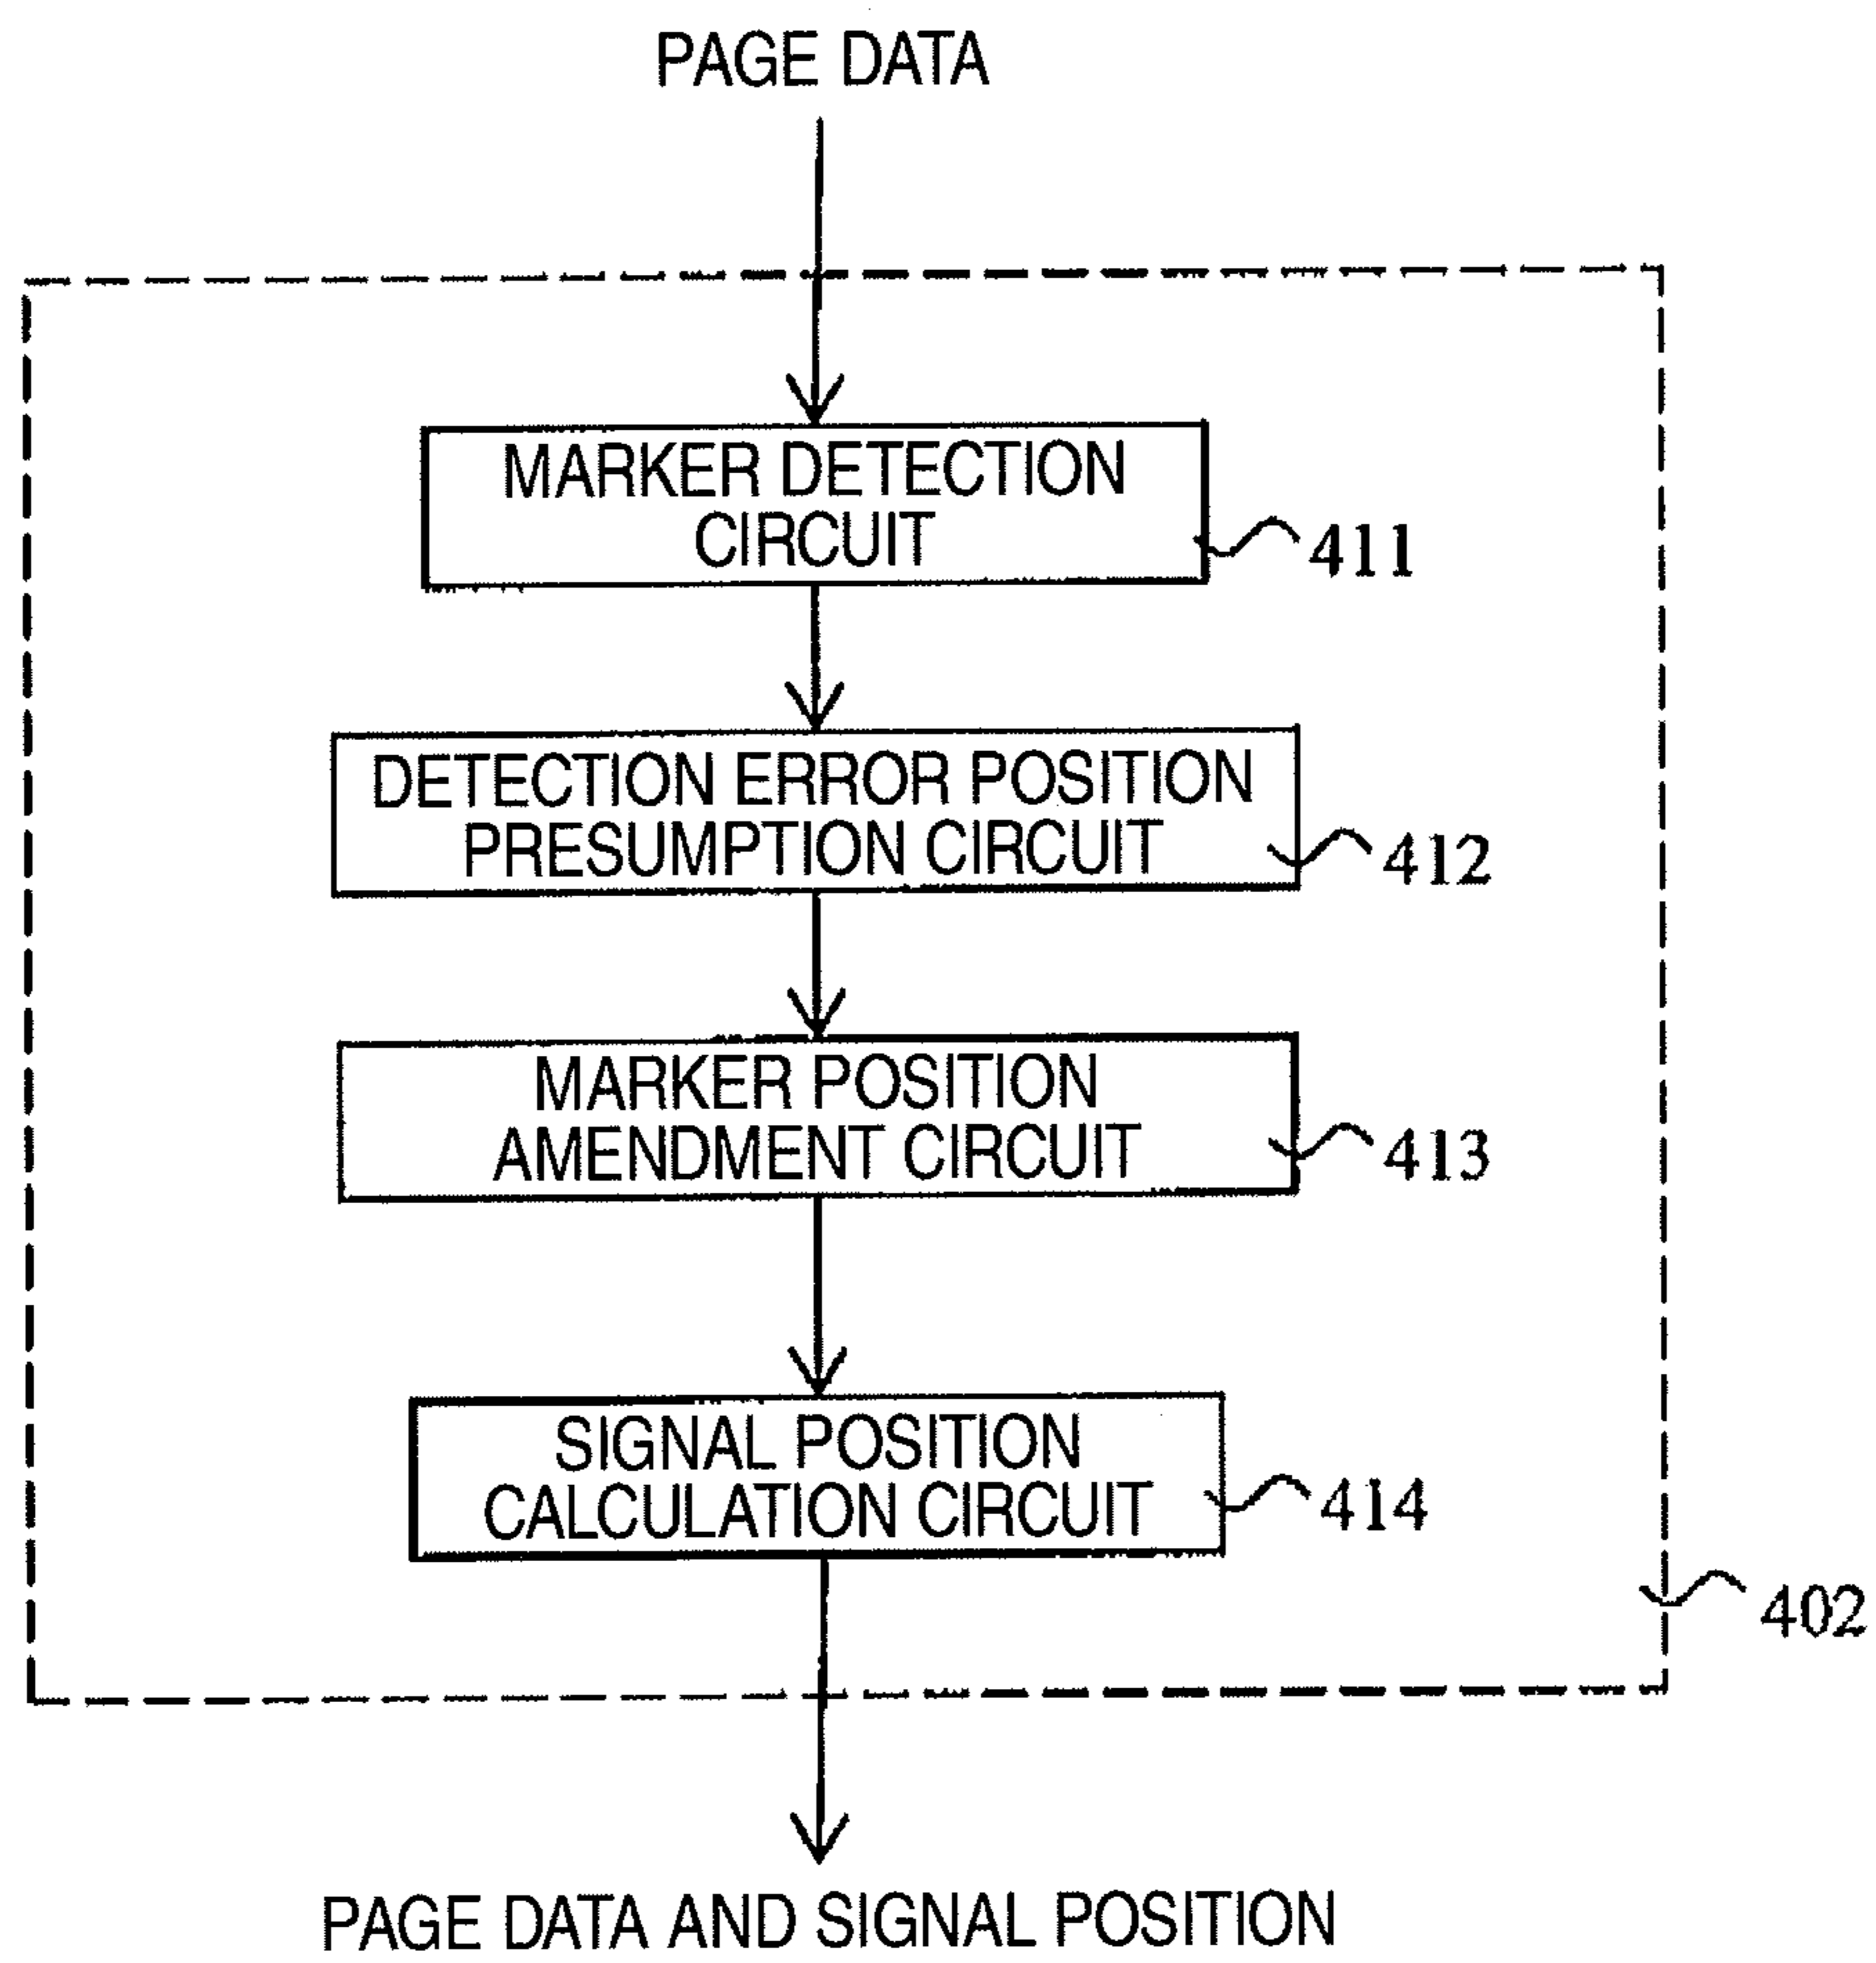 PAGE DATA
MARKER DETECTION
CIRCUIT
411
DETECTION ERROR POSITION
PRESUMPTION CIRCUIT
412
MARKER POSITION
AMENDMENT CIRCUIT
413
SIGNAL POSITION
CALCULATION CIRCUIT
414
402
PAGE DATA AND SIGNAL POSITION